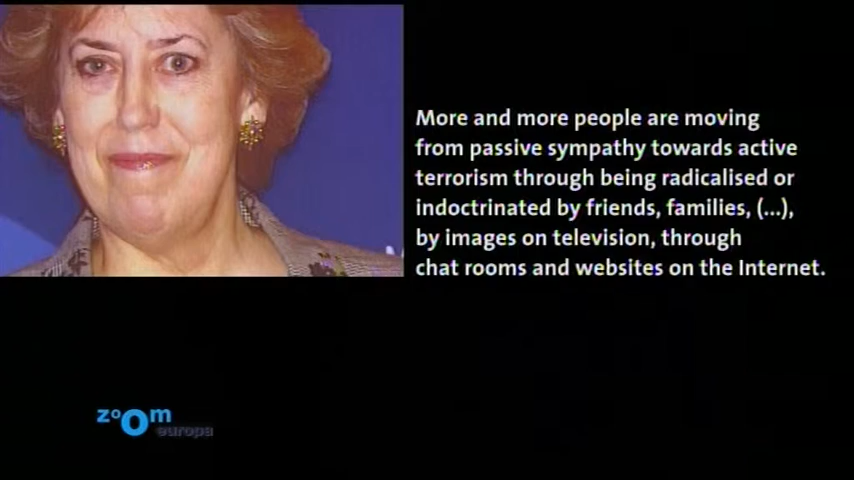 More and more people are moving
from passive sympathy towards active
terrorism through being radicalised or
indoctrinated by friends, families, (...),
by images on television, through
chat rooms and websites on the Internet.
zoom
europa